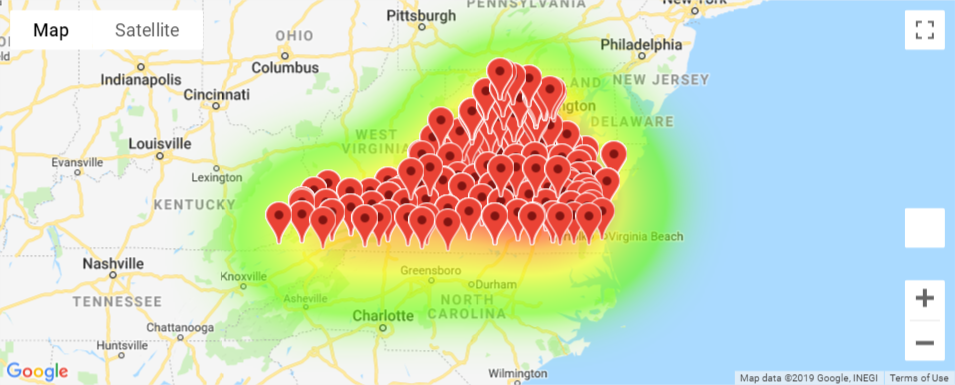 Map
Satellite
Pittsburgh
PENNSYLVANIA
New York
OHIO
Philadelphia
Columbus
Indianapolis
NEW JERSEY
Cincinnati
DELAWARE
WEST
VIRGINIA
Louisville
Evansville
Lexington
KENTUCKY
Virginia Beach
Nashville
Knoxville
Greensboro
Durham
TENNESSEE
Asheville
NORTH
CAROLINA
Charlotte
Chattanooga
Huntsville
Wilmington
Google
Map data ©2019 Google, INEGI
Terms of Use